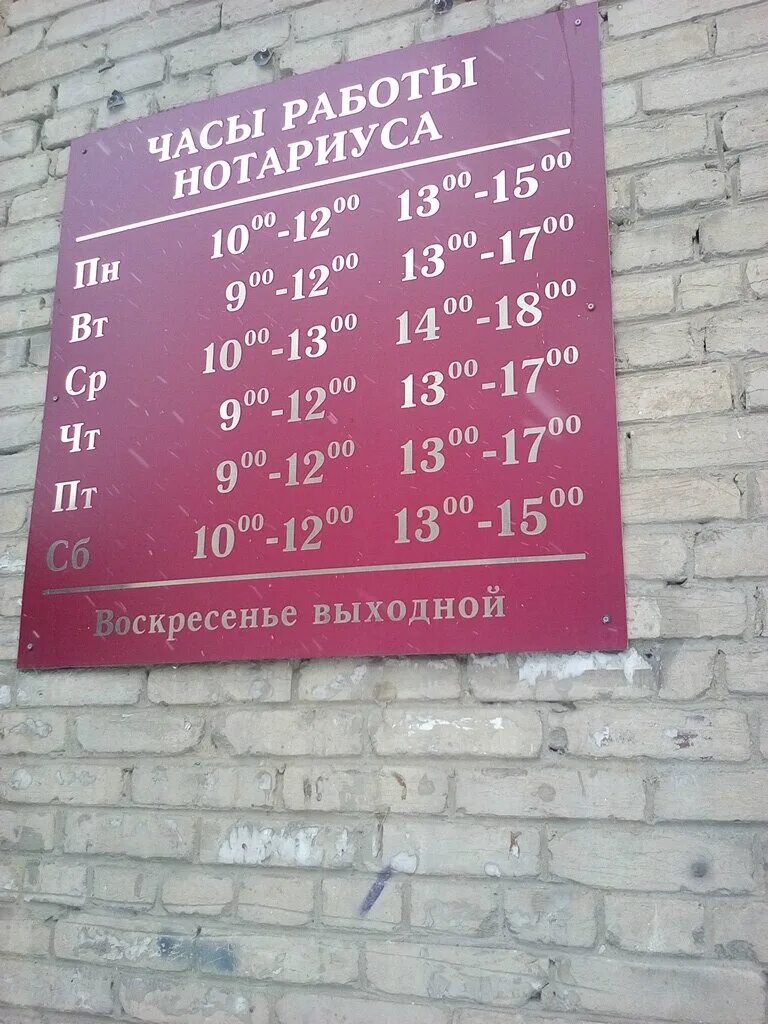 ЧАСЫ РАБОТЫ
НОТАРИУСА
Пн 10⁰⁰-12⁰⁰ 13⁰⁰-15⁰⁰
Вт 9⁰⁰-12⁰⁰ 13⁰⁰-17⁰⁰
Ср 10⁰⁰-13⁰⁰ 14⁰⁰-18⁰⁰
Чт 9⁰⁰-12⁰⁰ 13⁰⁰-17⁰⁰
Пт 9⁰⁰-12⁰⁰ 13⁰⁰-17⁰⁰
Сб 10⁰⁰-12⁰⁰ 13⁰⁰-15⁰⁰
Воскресенье выходной